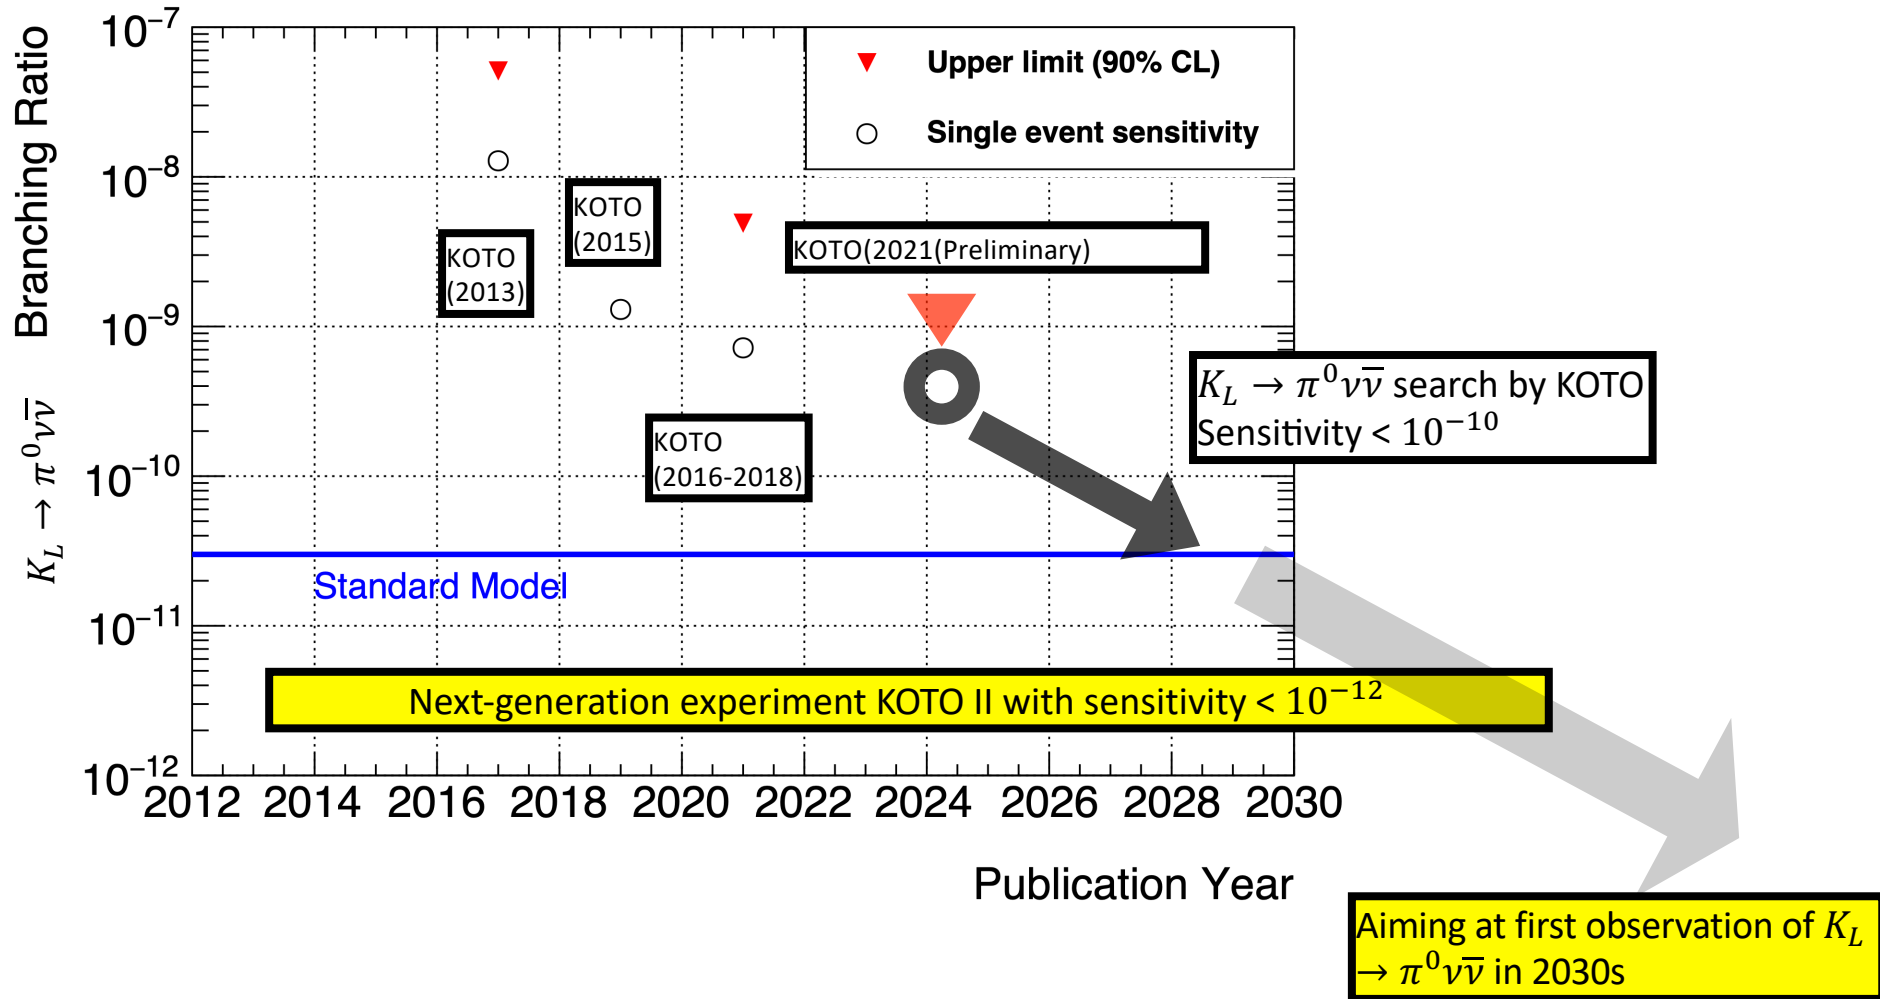 K_L → π⁰νν̅ Branching Ratio
10⁻⁷
10⁻⁸
10⁻⁹
10⁻¹⁰
10⁻¹¹
10⁻¹²
Upper limit (90% CL)
Single event sensitivity
KOTO
(2013)
KOTO
(2015)
KOTO(2021(Preliminary)
KOTO
(2016-2018)
K_L → π⁰νν̅ search by KOTO
Sensitivity < 10⁻¹⁰
Standard Model
Next-generation experiment KOTO II with sensitivity < 10⁻¹²
2012 2014 2016 2018 2020 2022 2024 2026 2028 2030
Publication Year
Aiming at first observation of K_L
→ π⁰νν̅ in 2030s